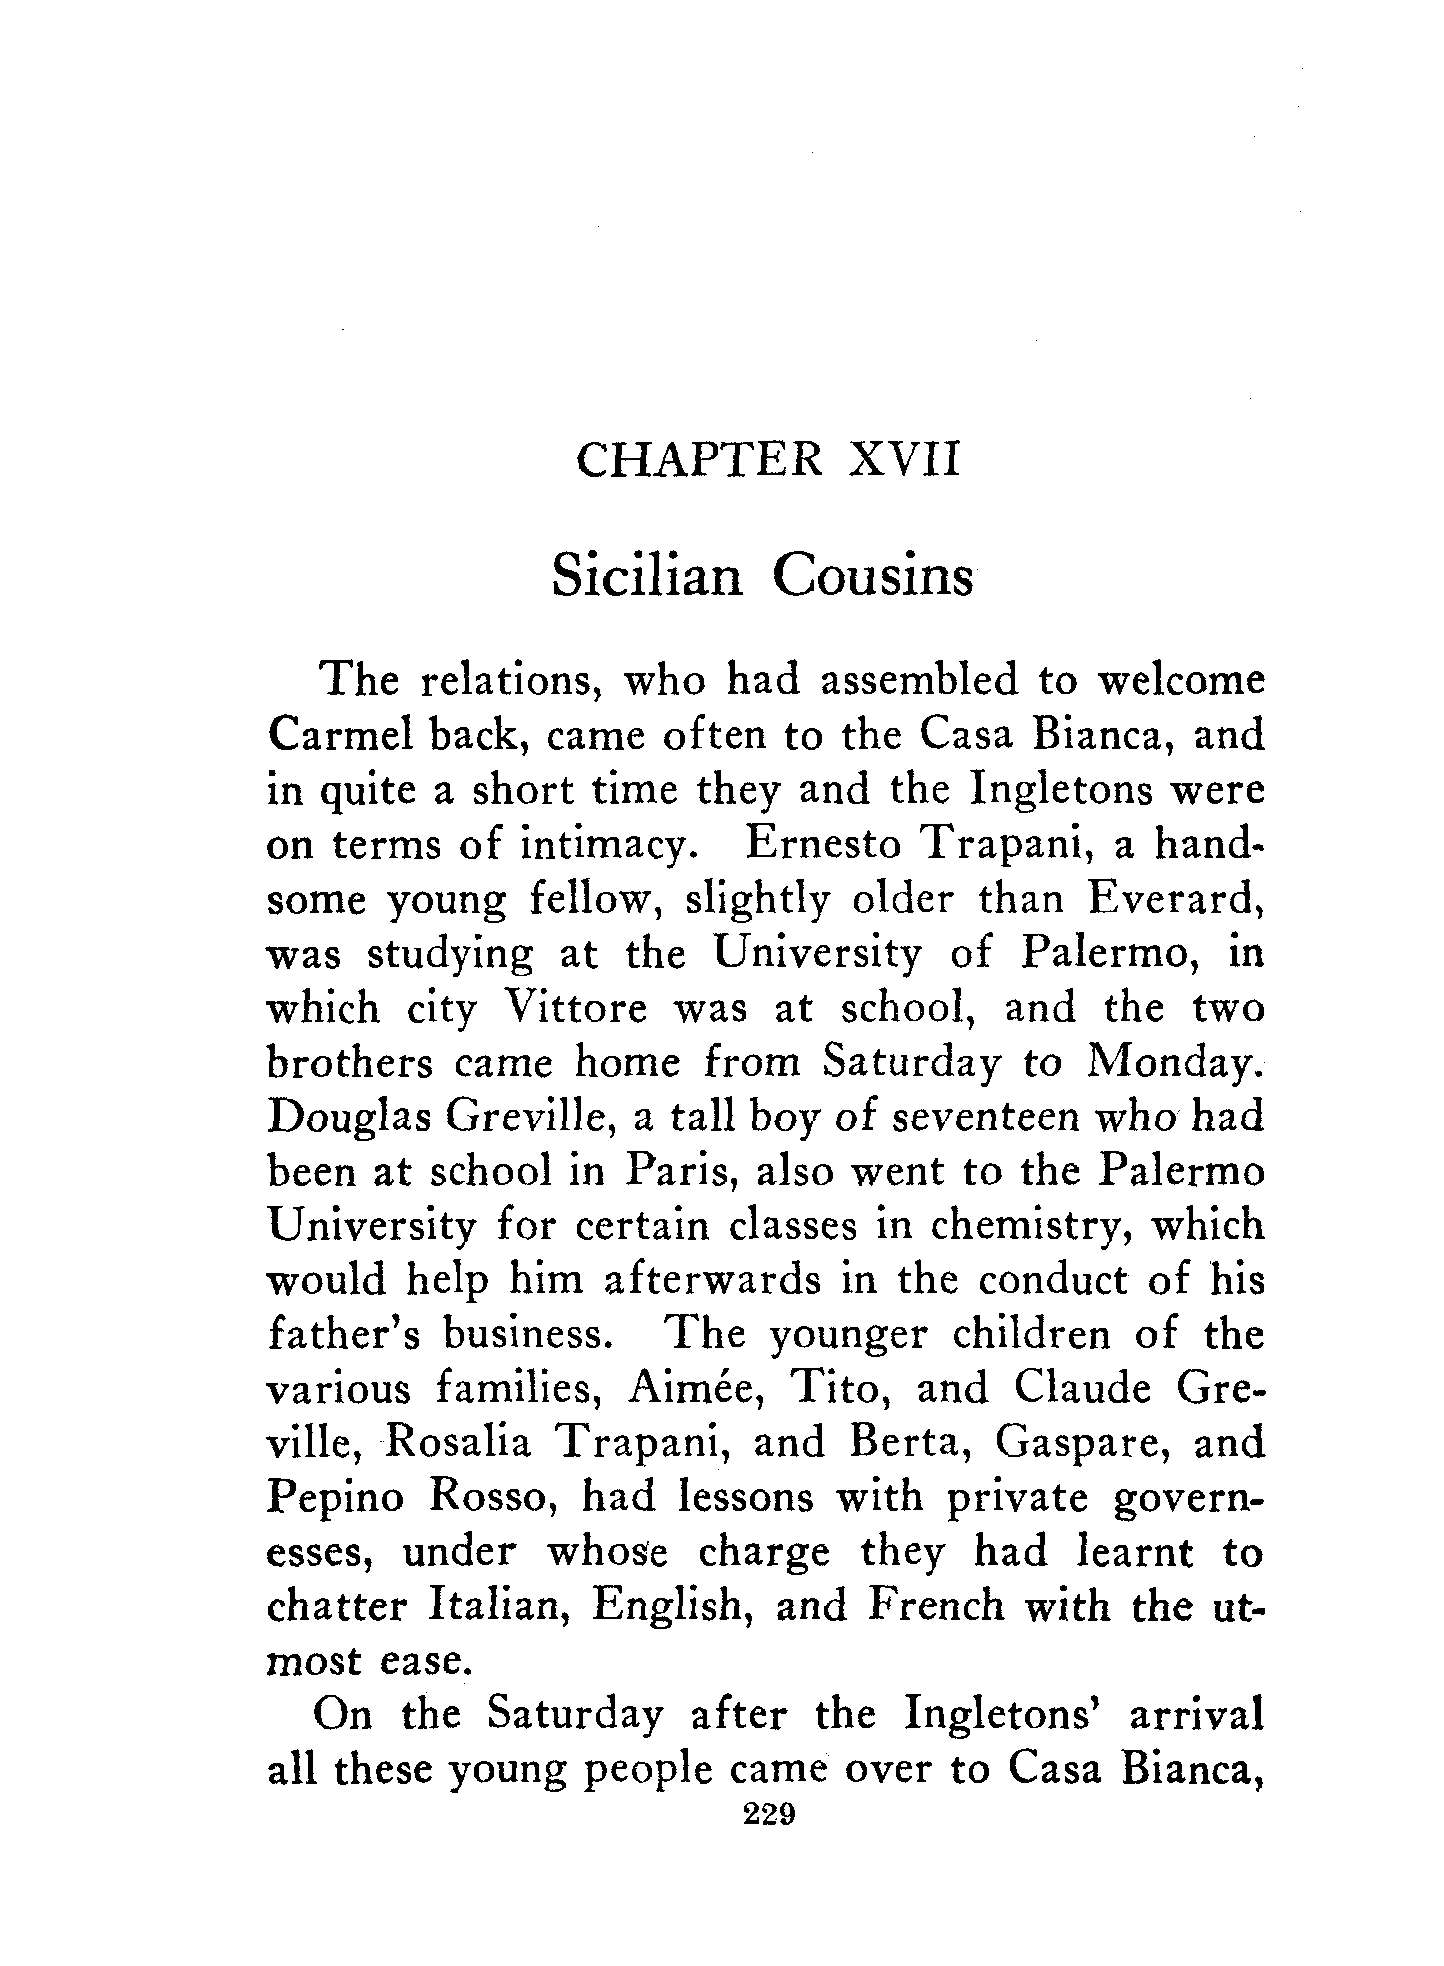 CHAPTER XVII
Sicilian Cousins
The relations, who had assembled to welcome
Carmel back, came often to the Casa Bianca, and
in quite a short time they and the Ingletons were
on terms of intimacy. Ernesto Trapani, a hand-
some young fellow, slightly older than Everard,
was studying at the University of Palermo, in
which city Vittore was at school, and the two
brothers came home from Saturday to Monday.
Douglas Greville, a tall boy of seventeen who had
been at school in Paris, also went to the Palermo
University for certain classes in chemistry, which
would help him afterwards in the conduct of his
father's business. The younger children of the
various families, Aimée, Tito, and Claude Gre-
ville, Rosalia Trapani, and Berta, Gaspare, and
Pepino Rosso, had lessons with private govern-
esses, under whose charge they had learnt to
chatter Italian, English, and French with the ut-
most ease.
On the Saturday after the Ingletons' arrival
all these young people came over to Casa Bianca,
229